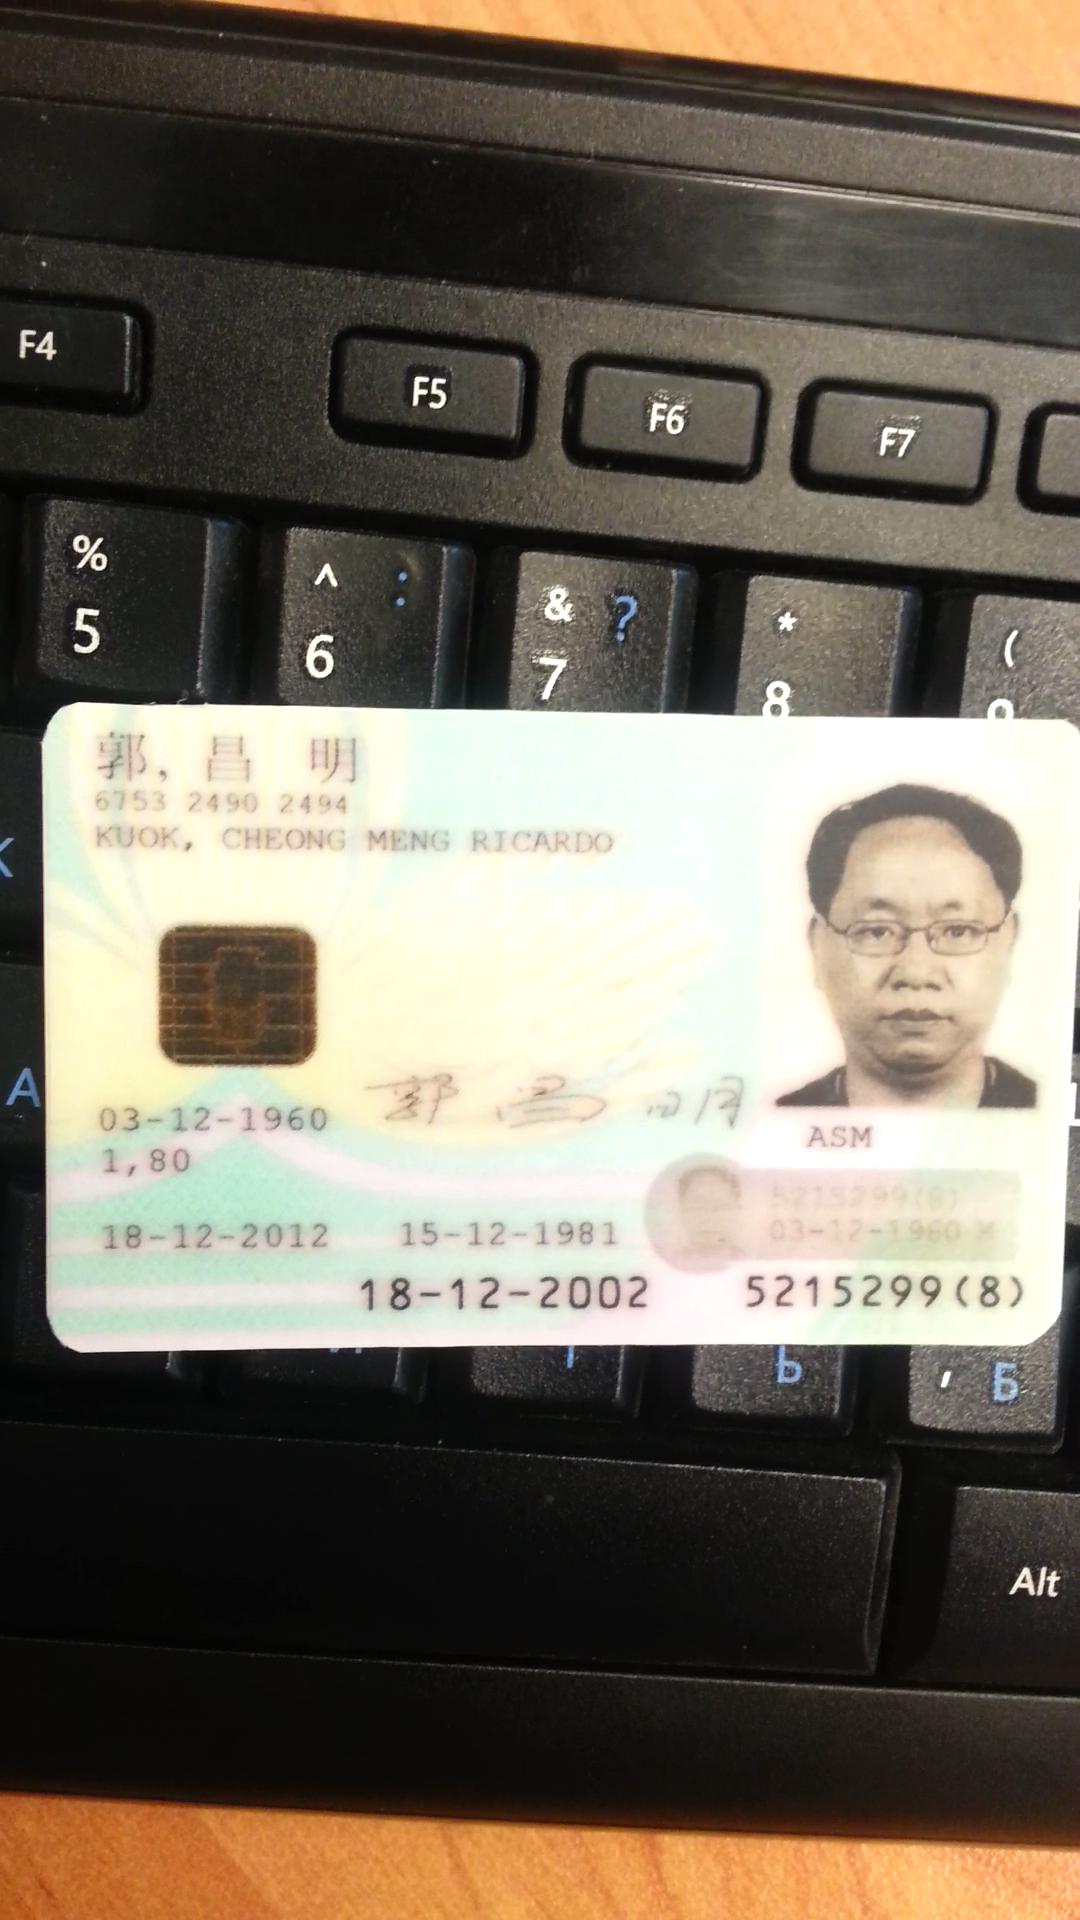 F4 F5 F6 F7
% ^ : & ? * (
5 6 7 8 9
郭, 昌 明
6753 2490 2494
KUOK, CHEONG MENG RICARDO
K
A
郭 昌 明
03-12-1960
ASM
1,80
5215299(8)
03-12-1960 M
18-12-2012 15-12-1981
18-12-2002 5215299(8)
Ь , Б
Alt